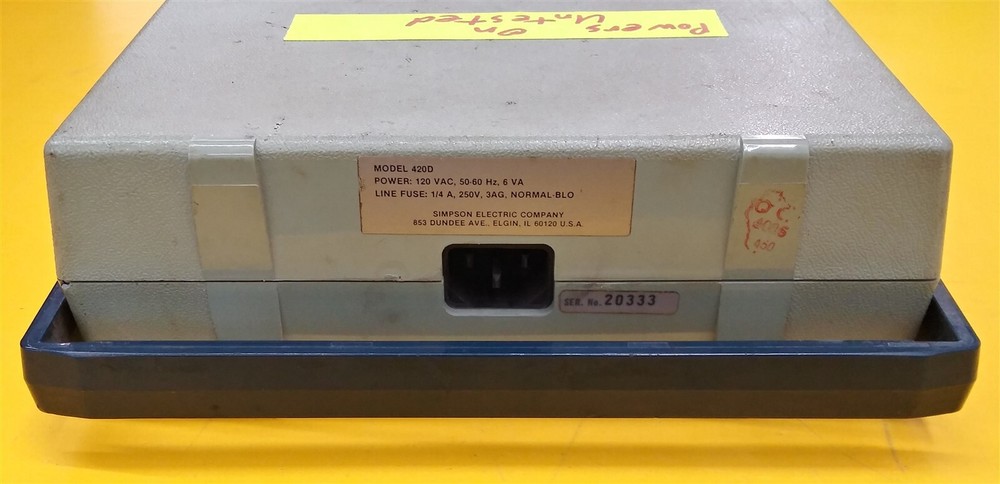 Powers on
Untested
MODEL 420D
POWER: 120 VAC, 50-60 Hz, 6 VA
LINE FUSE: 1/4 A, 250V, 3AG, NORMAL-BLO
SIMPSON ELECTRIC COMPANY
853 DUNDEE AVE., ELGIN, IL 60120 U.S.A.
SER. No. 20333